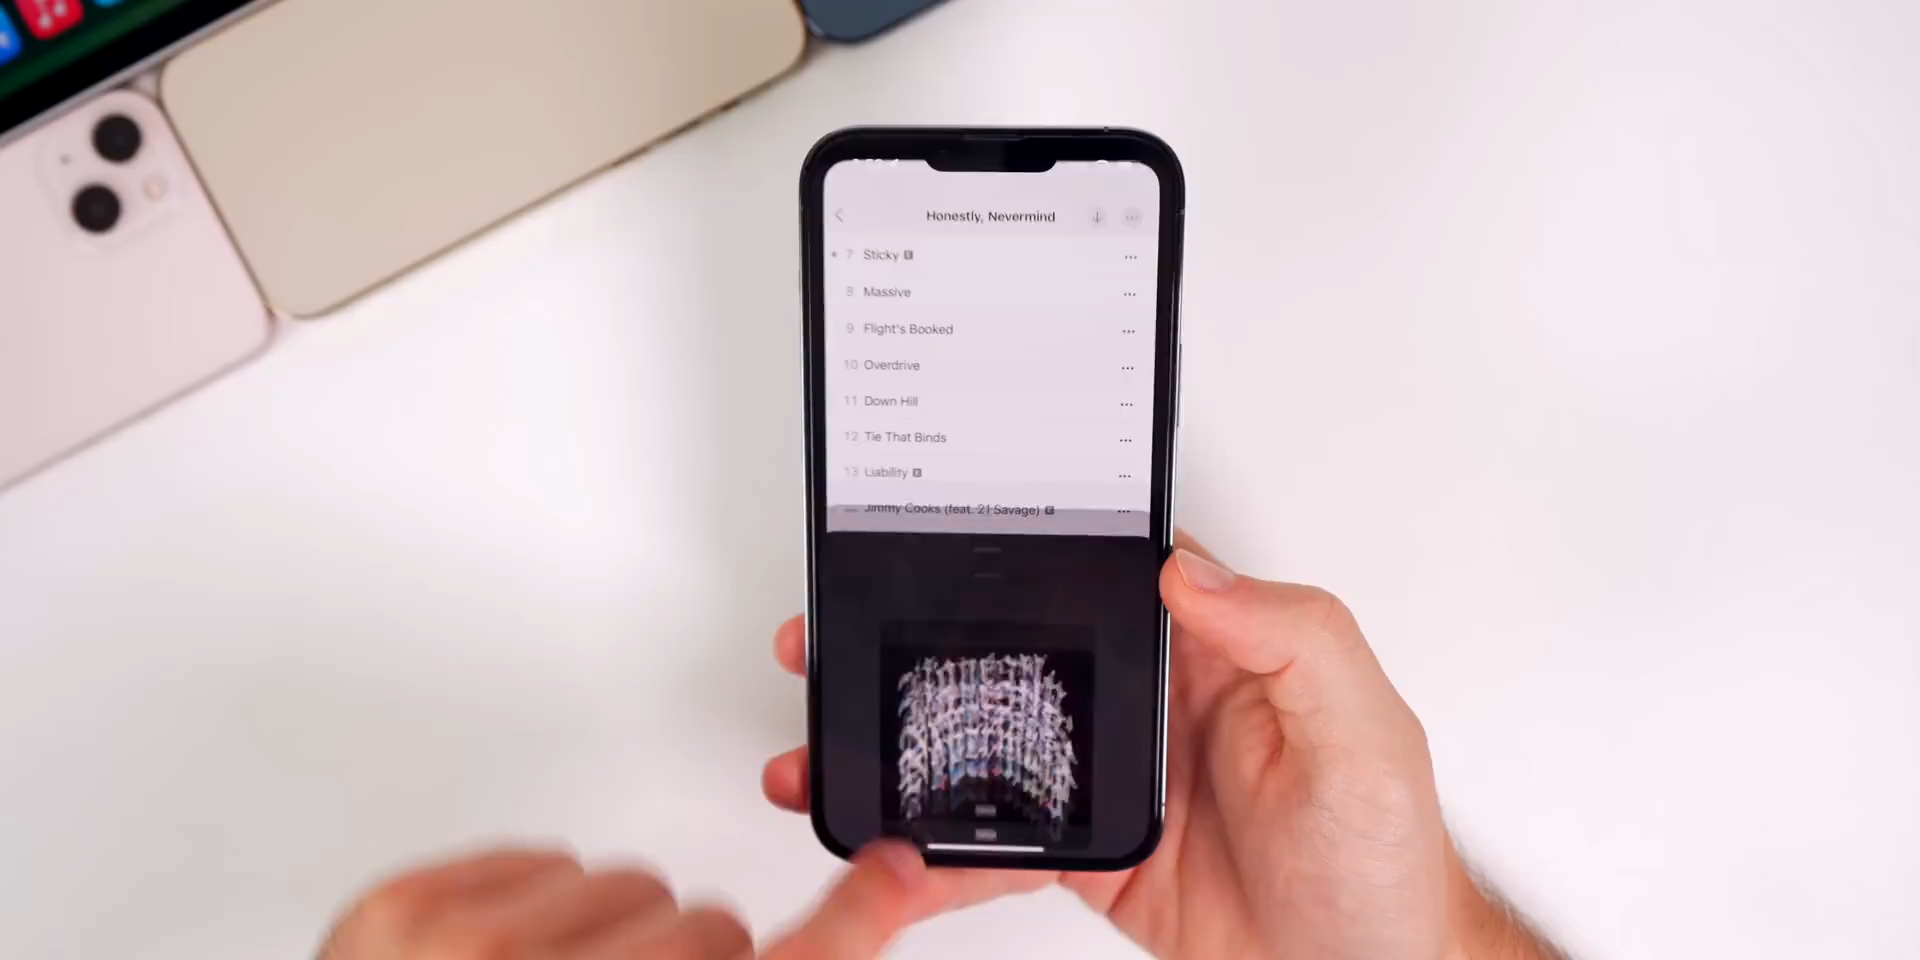 Honestly, Nevermind
7 Sticky E
8 Massive
9 Flight's Booked
10 Overdrive
11 Down Hill
12 Tie That Binds
13 Liability E
Jimmy Cooks (feat. 21 Savage) E